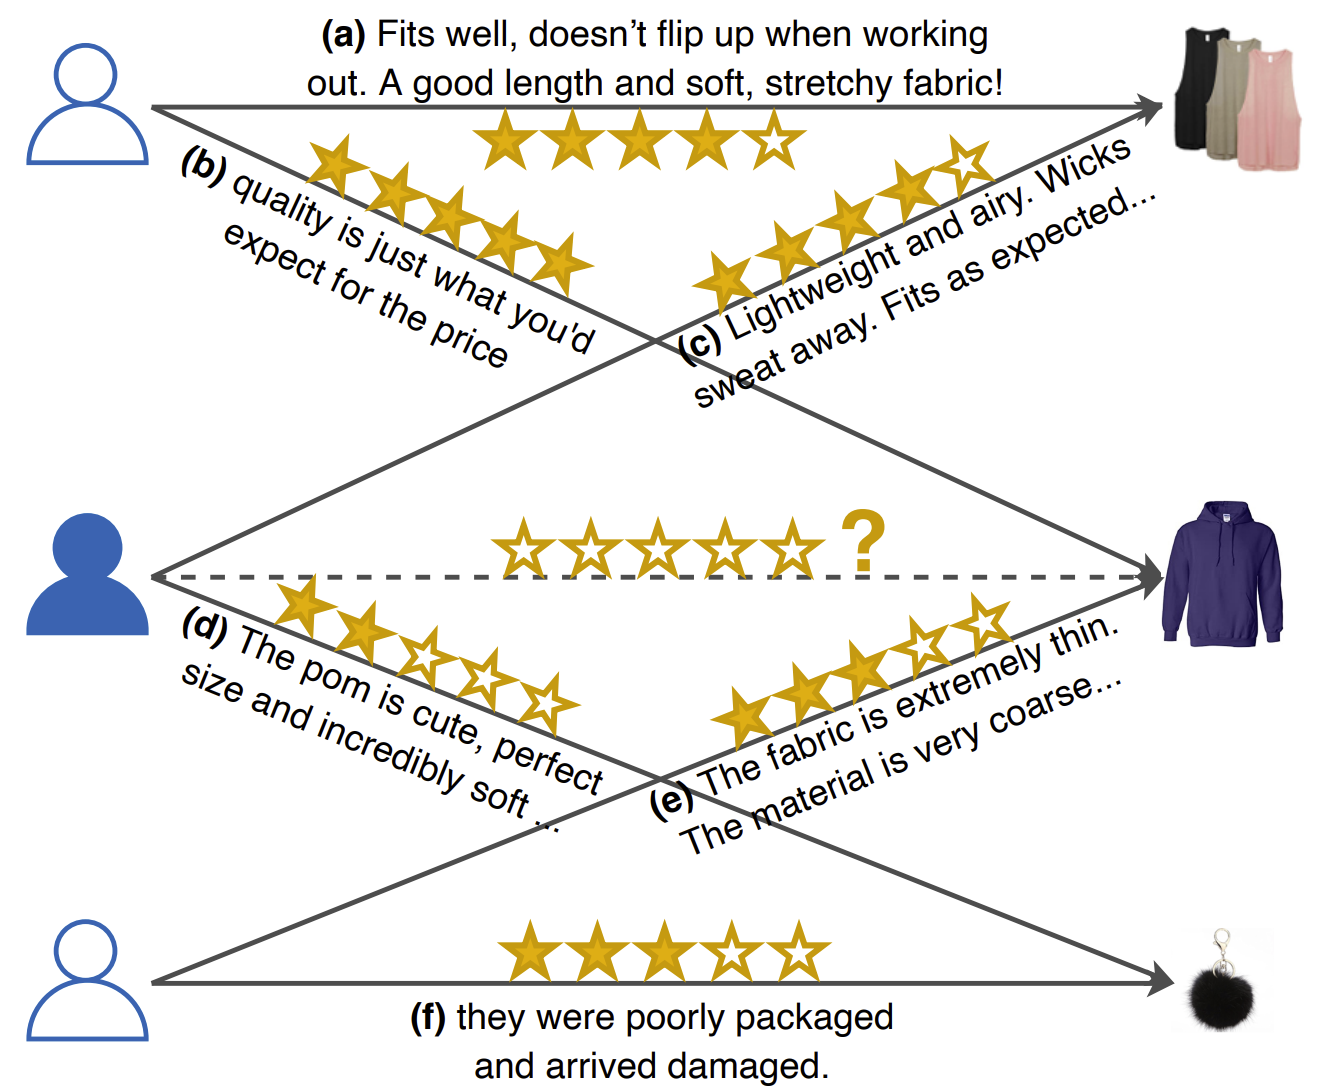 (a) Fits well, doesn’t flip up when working
out. A good length and soft, stretchy fabric!
(b) quality is just what you'd
expect for the price
(c) Lightweight and airy. Wicks
sweat away. Fits as expected...
?
(d) The pom is cute, perfect
size and incredibly soft ...
(e) The fabric is extremely thin.
The material is very coarse...
(f) they were poorly packaged
and arrived damaged.